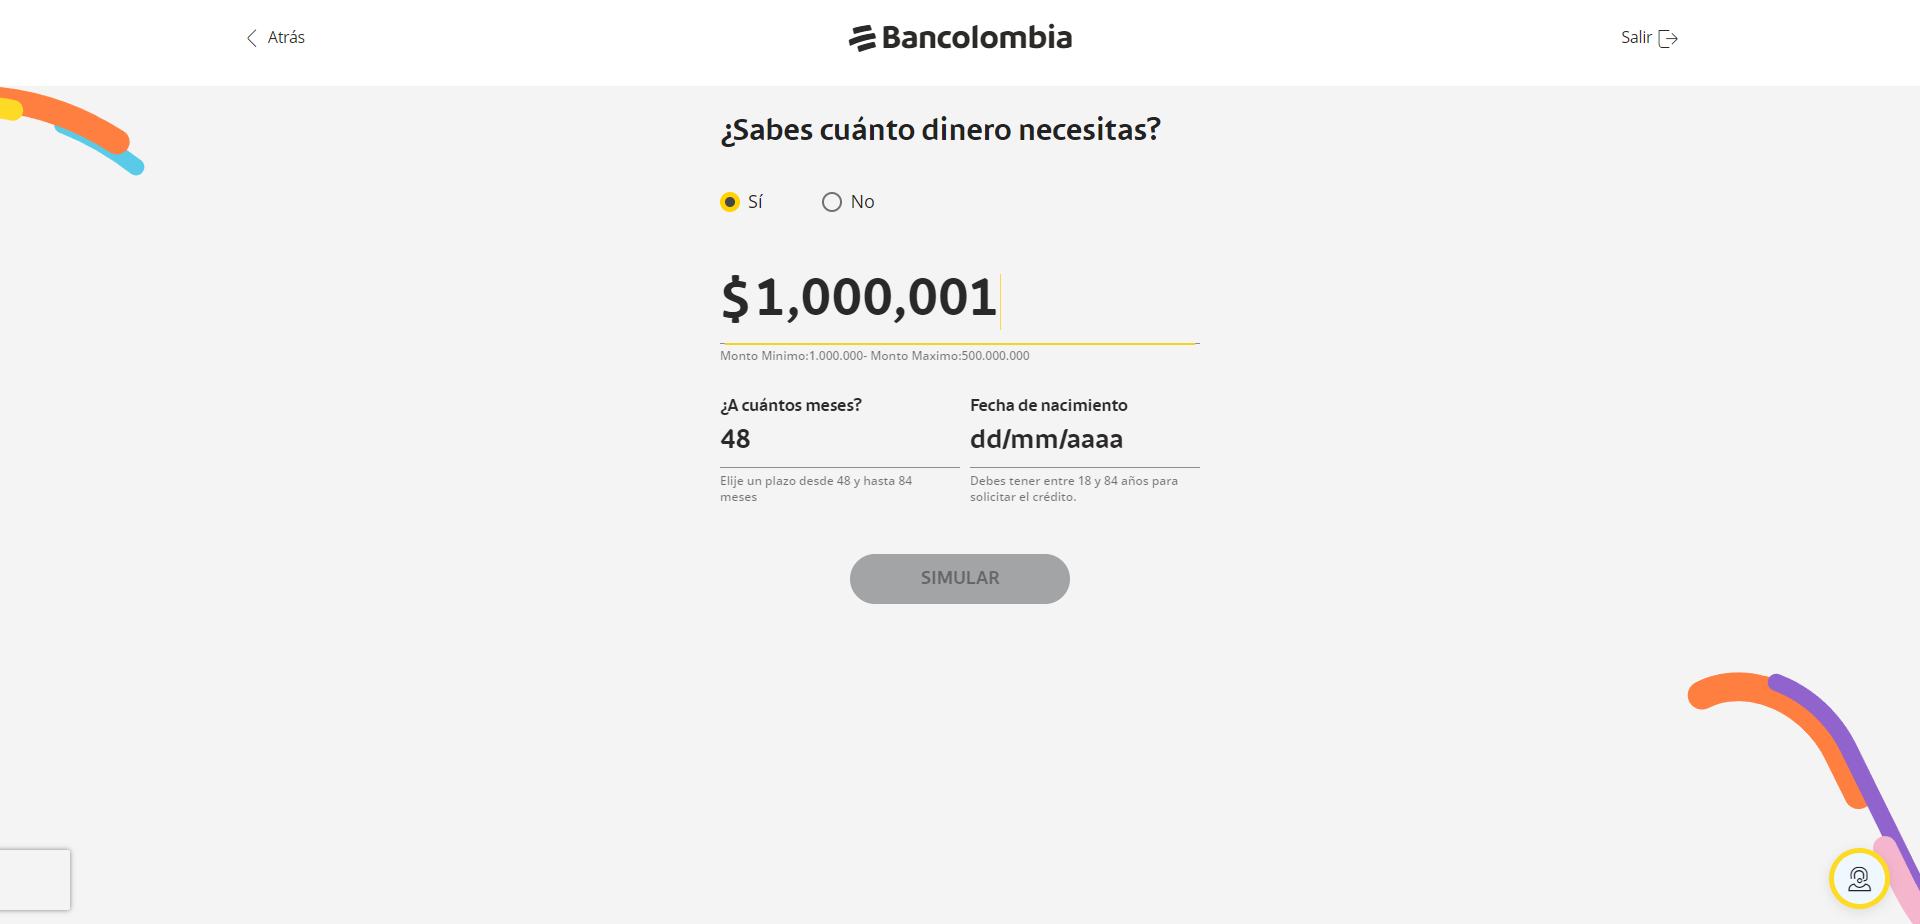 Atrás
Bancolombia
Salir
¿Sabes cuánto dinero necesitas?
Sí No
$ 1,000,001
Monto Minimo:1.000.000- Monto Maximo:500.000.000
¿A cuántos meses?
48
Elije un plazo desde 48 y hasta 84
meses
Fecha de nacimiento
dd/mm/aaaa
Debes tener entre 18 y 84 años para
solicitar el crédito.
SIMULAR